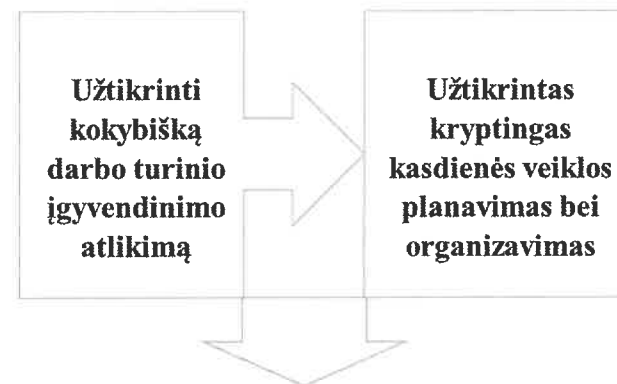 Užtikrinti
kokybišką
darbo turinio
įgyvendinimo
atlikimą
Užtikrintas
kryptingas
kasdienės veiklos
planavimas bei
organizavimas